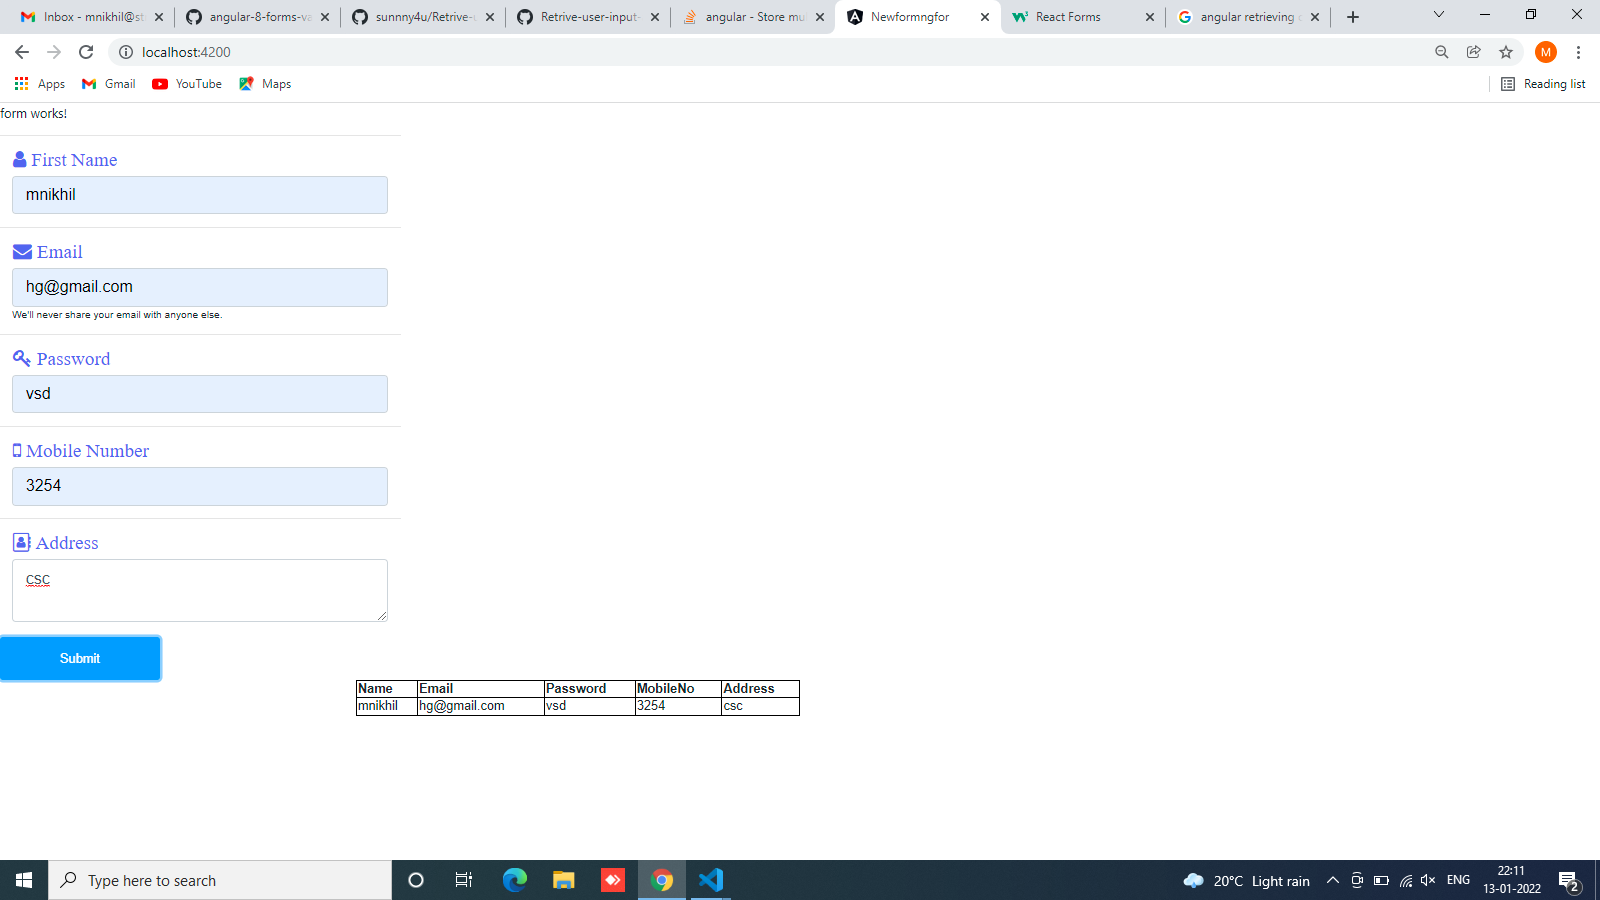 Inbox - mnikhil@st
angular-8-forms-va
sunnny4u/Retrive-u
Retrive-user-input-
angular - Store mu
Newformngfor
React Forms
angular retrieving d
localhost:4200
M
Apps
Gmail
YouTube
Maps
Reading list
form works!
First Name
mnikhil
Email
hg@gmail.com
We'll never share your email with anyone else.
Password
vsd
Mobile Number
3254
Address
csc
Submit
Name Email Password MobileNo Address
mnikhil hg@gmail.com vsd 3254 csc
Type here to search
20°C Light rain
ENG
22:11
13-01-2022
2